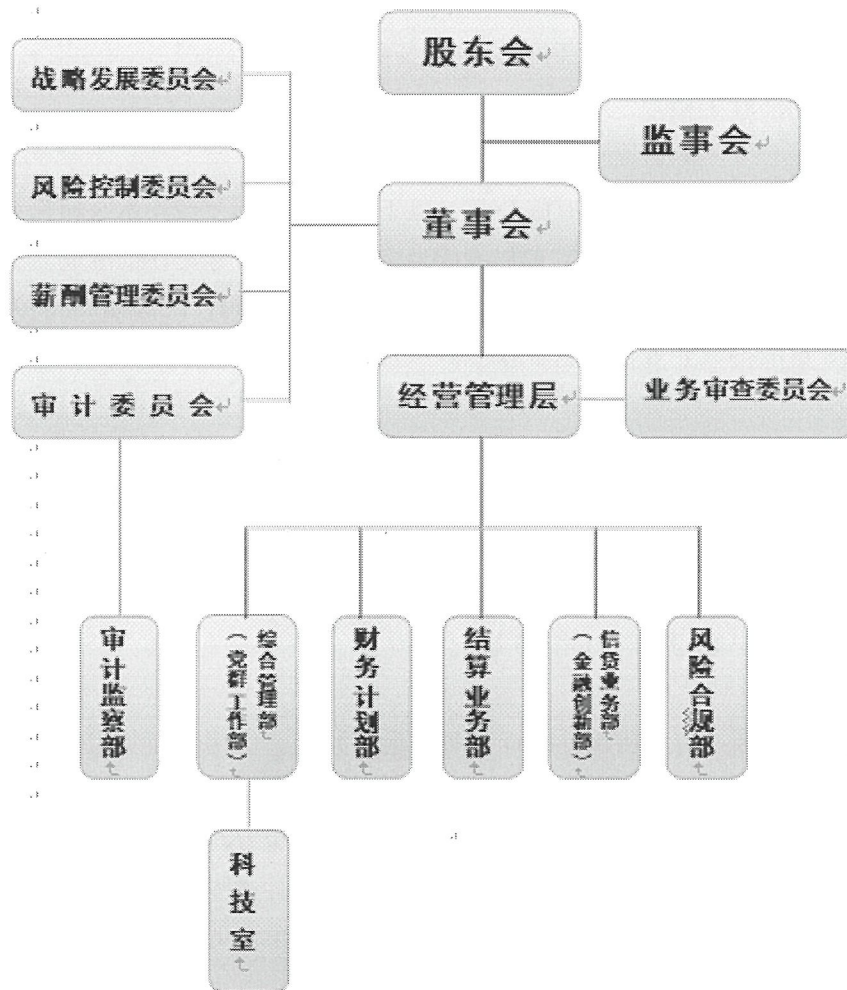 股东会
战略发展委员会
监事会
风险控制委员会
董事会
薪酬管理委员会
审计委员会
经营管理层
业务审查委员会
审计监察部
综合管理部
（党群工作部）
财务计划部
结算业务部
信贷业务部
（金融创新部）
风险合规部
科技室